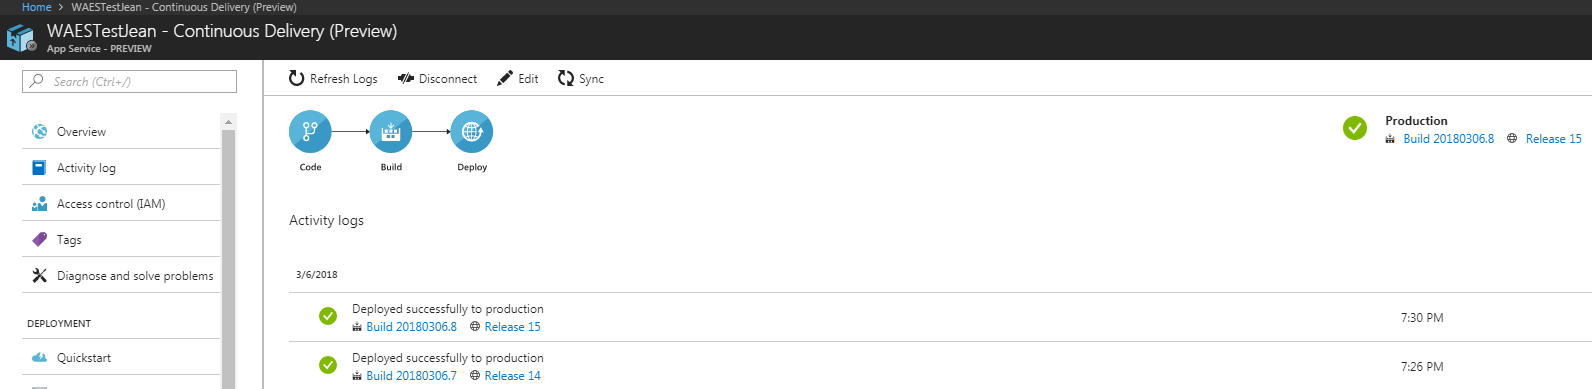 Home > WAESTestJean - Continuous Delivery (Preview)
WAESTestJean - Continuous Delivery (Preview)
App Service - PREVIEW
Search (Ctrl+/)
Overview
Activity log
Access control (IAM)
Tags
Diagnose and solve problems
DEPLOYMENT
Quickstart
Refresh Logs Disconnect Edit Sync
Code Build Deploy
Production
Build 20180306.8 Release 15
Activity logs
3/6/2018
Deployed successfully to production
Build 20180306.8 Release 15
7:30 PM
Deployed successfully to production
Build 20180306.7 Release 14
7:26 PM